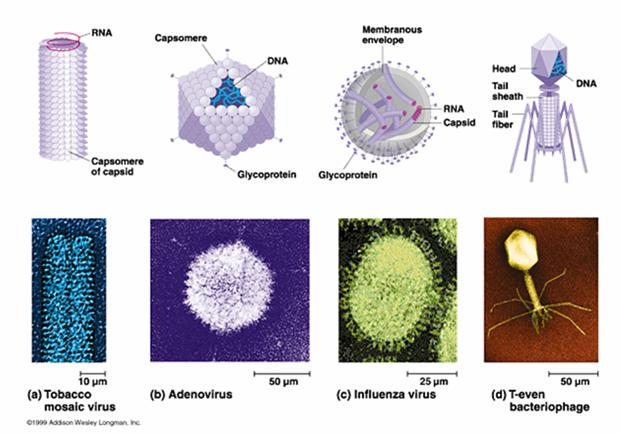 RNA
Capsomere
of capsid
Capsomere
DNA
Glycoprotein
Membranous
envelope
RNA
Capsid
Glycoprotein
Head
DNA
Tail
sheath
Tail
fiber
10 µm
50 µm
25 µm
50 µm
(a) Tobacco
mosaic virus
(b) Adenovirus
(c) Influenza virus
(d) T-even
bacteriophage
©1999 Addison Wesley Longman, Inc.